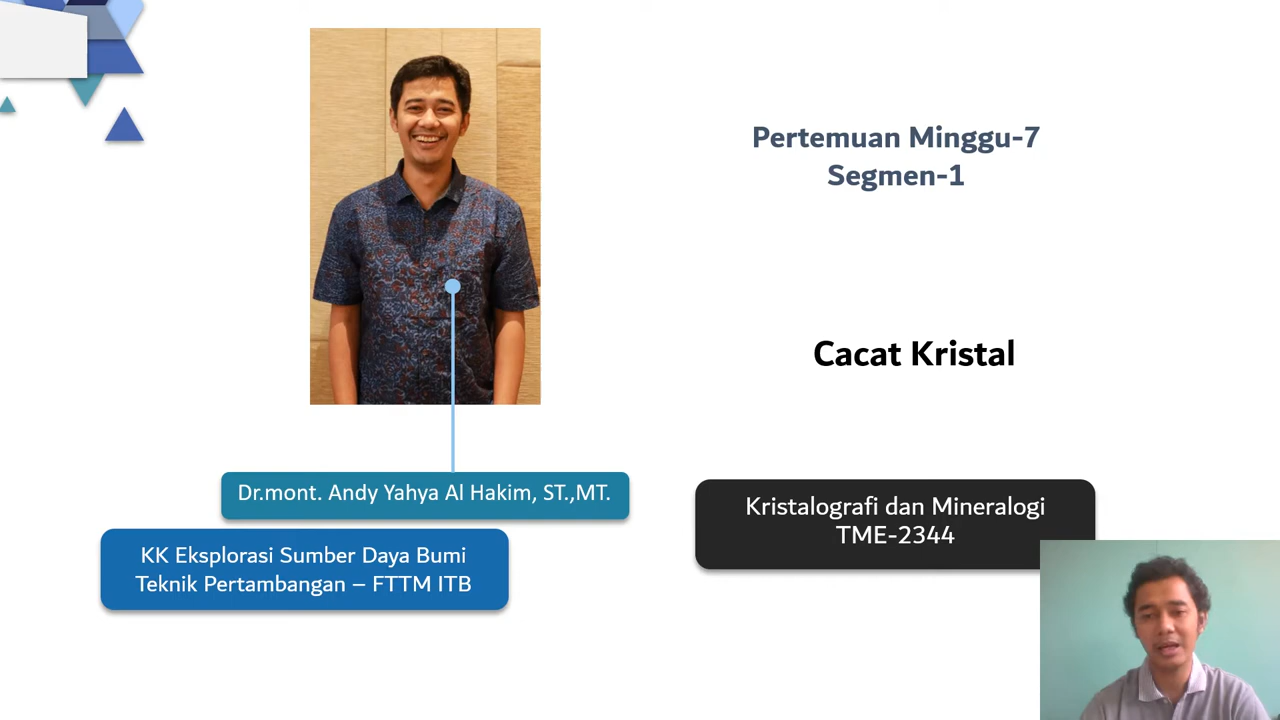 Pertemuan Minggu-7
Segmen-1
Cacat Kristal
Dr.mont. Andy Yahya Al Hakim, ST.,MT.
KK Eksplorasi Sumber Daya Bumi
Teknik Pertambangan – FTTM ITB
Kristalografi dan Mineralogi
TME-2344